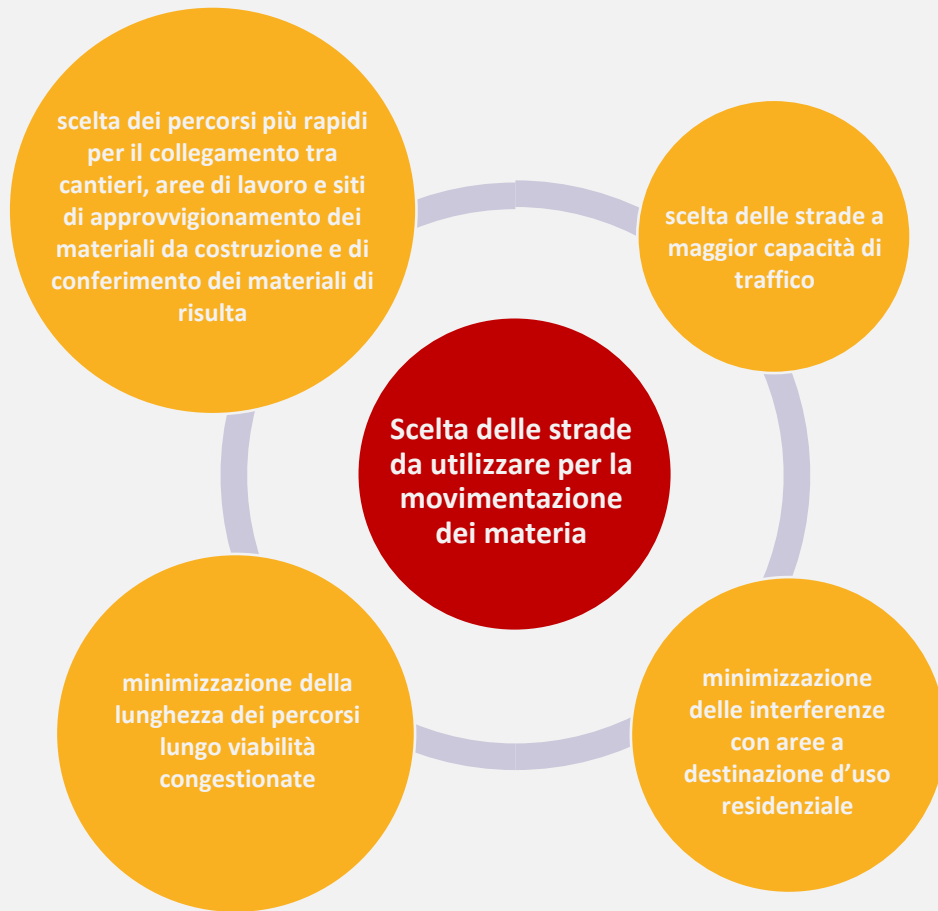 scelta dei percorsi più rapidi
per il collegamento tra
cantieri, aree di lavoro e siti
di approvvigionamento dei
materiali da costruzione e di
conferimento dei materiali di
risulta
scelta delle strade a
maggior capacità di
traffico
Scelta delle strade
da utilizzare per la
movimentazione
dei materia
minimizzazione della
lunghezza dei percorsi
lungo viabilità
congestionate
minimizzazione
delle interferenze
con aree a
destinazione d’uso
residenziale